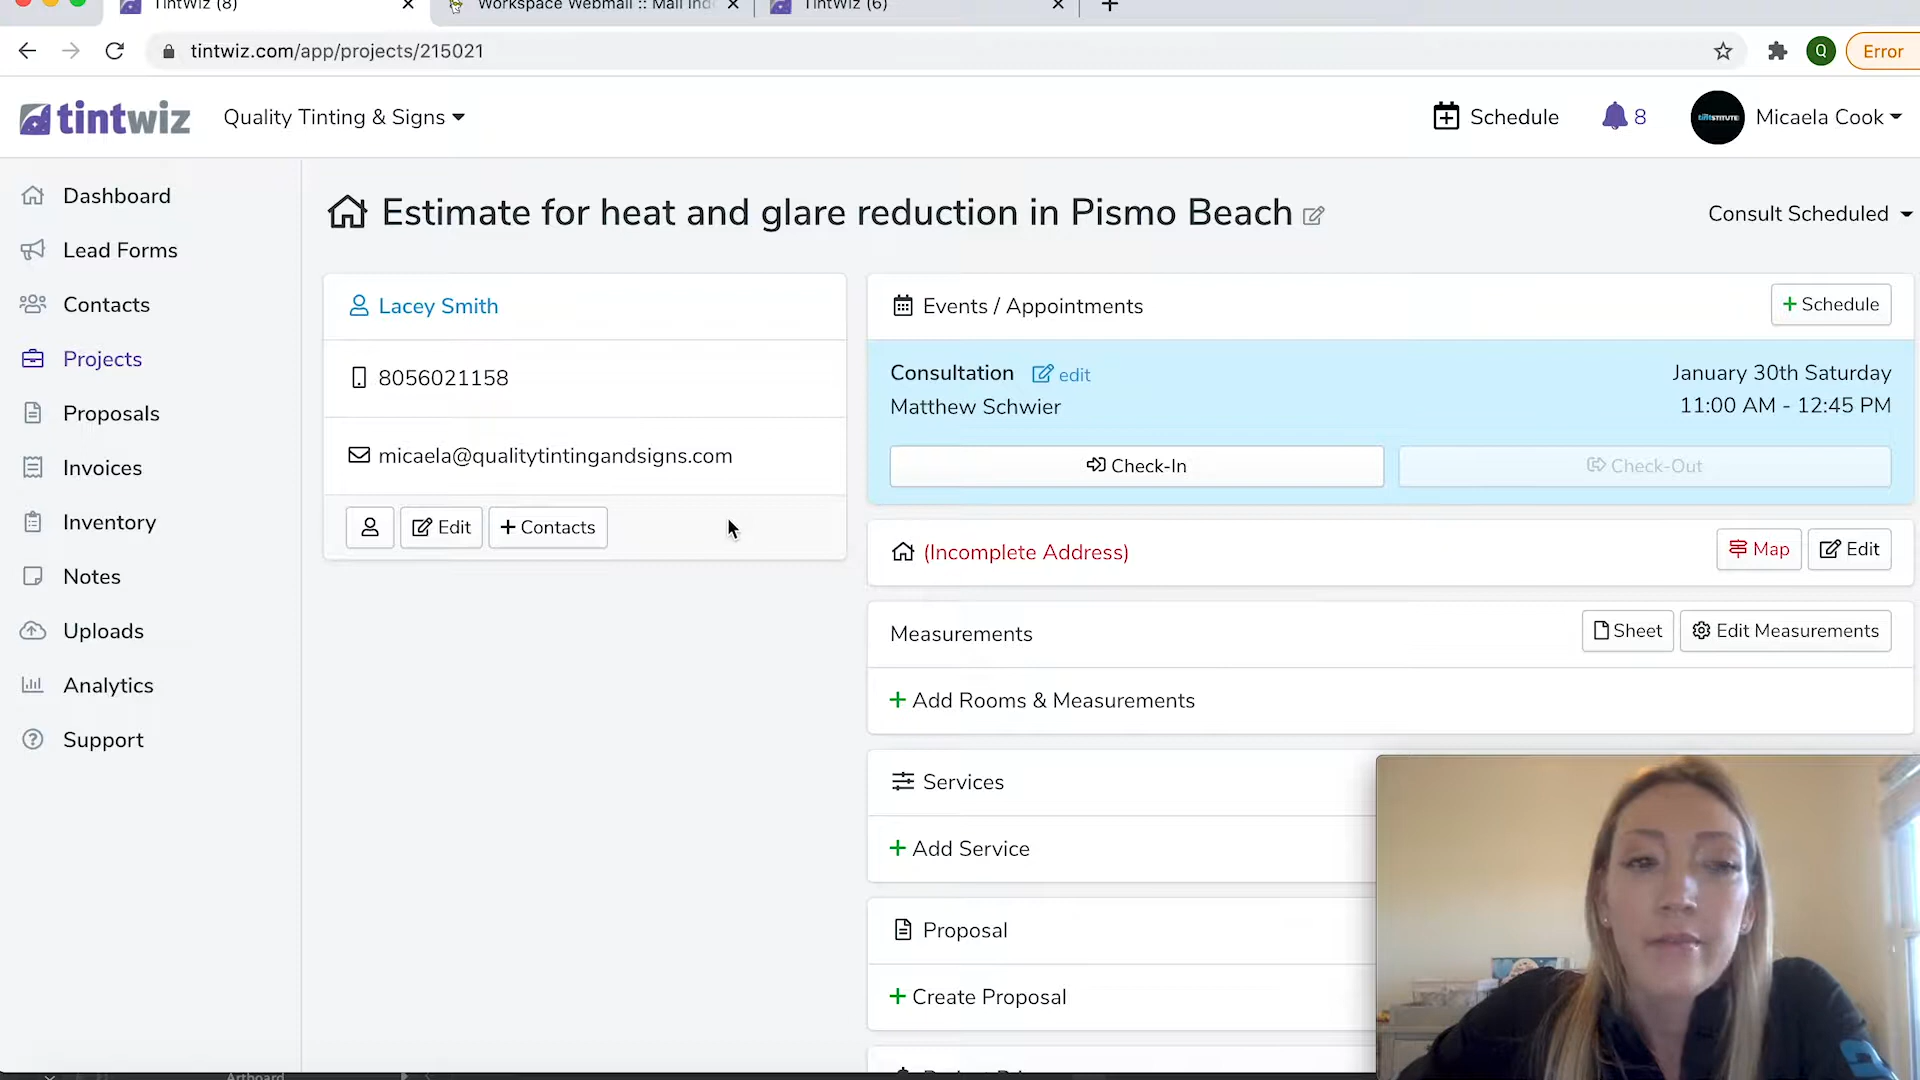 TintWiz (8)
Workspace Webmail :: Mail Ind
TintWiz (6)
tintwiz.com/app/projects/215021
Q
Error
tintwiz
Quality Tinting & Signs
Schedule
8
TINTSTITUTE
Micaela Cook
Dashboard
Lead Forms
Contacts
Projects
Proposals
Invoices
Inventory
Notes
Uploads
Analytics
Support
Estimate for heat and glare reduction in Pismo Beach
Consult Scheduled
Lacey Smith
8056021158
micaela@qualitytintingandsigns.com
Edit
+ Contacts
Events / Appointments
+ Schedule
Consultation
edit
January 30th Saturday
Matthew Schwier
11:00 AM - 12:45 PM
Check-In
Check-Out
(Incomplete Address)
Map
Edit
Measurements
Sheet
Edit Measurements
+ Add Rooms & Measurements
Services
+ Add Service
Proposal
+ Create Proposal
Artboard